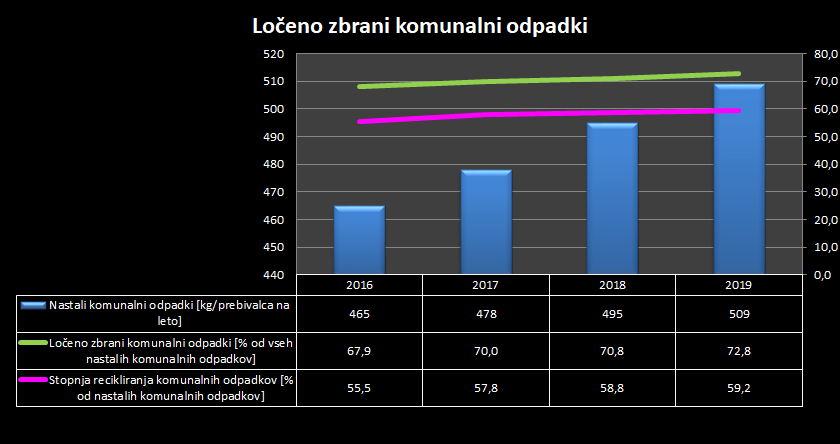 Ločeno zbrani komunalni odpadki
520
510
500
490
480
470
460
450
440
80,0
70,0
60,0
50,0
40,0
30,0
20,0
10,0
0,0
2016 2017 2018 2019
Nastali komunalni odpadki [kg/prebivalca na
leto]
465 478 495 509
Ločeno zbrani komunalni odpadki [% od vseh
nastalih komunalnih odpadkov]
67,9 70,0 70,8 72,8
Stopnja recikliranja komunalnih odpadkov [%
od nastalih komunalnih odpadkov]
55,5 57,8 58,8 59,2